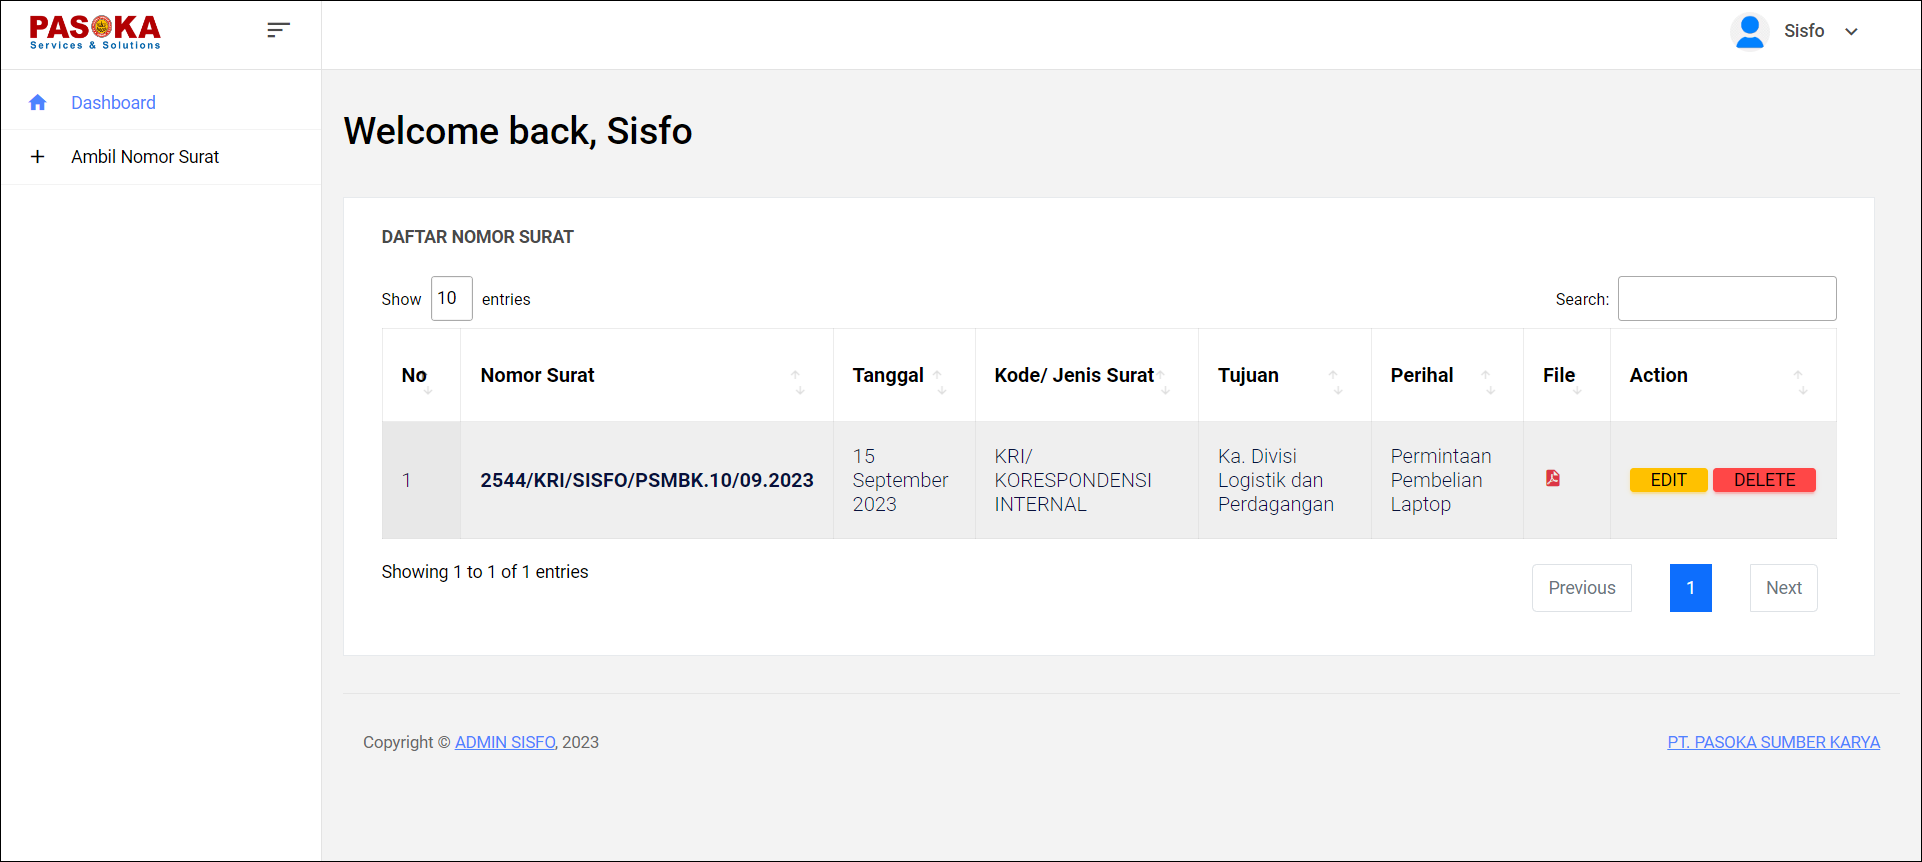 PASOKA
Services & Solutions
Sisfo
Dashboard
Ambil Nomor Surat
Welcome back, Sisfo
DAFTAR NOMOR SURAT
Show 10 entries
Search:
No Nomor Surat Tanggal Kode/ Jenis Surat Tujuan Perihal File Action
1 2544/KRI/SISFO/PSMBK.10/09.2023
15
September
2023
KRI/
KORESPONDENSI
INTERNAL
Ka. Divisi
Logistik dan
Perdagangan
Permintaan
Pembelian
Laptop
EDIT DELETE
Showing 1 to 1 of 1 entries
Previous 1 Next
Copyright © ADMIN SISFO, 2023
PT. PASOKA SUMBER KARYA